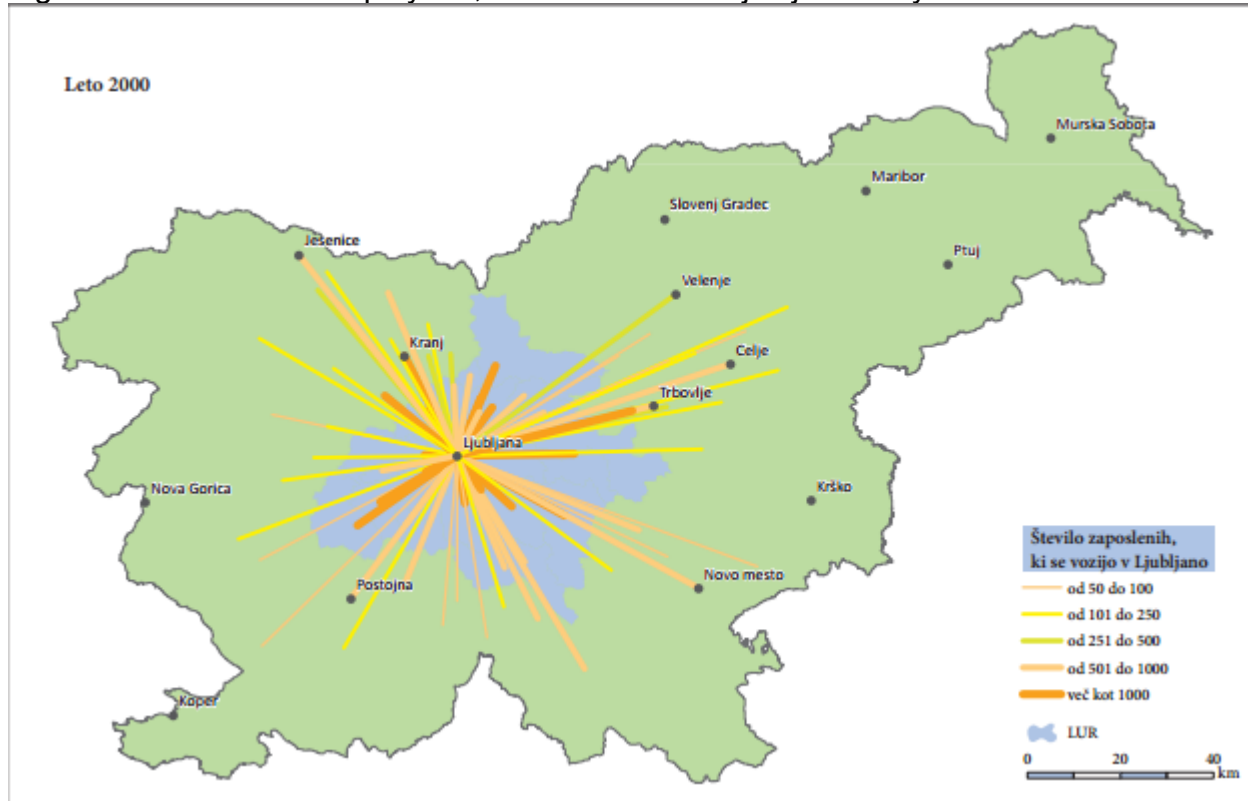 Leto 2000
Murska Sobota
Maribor
Slovenj Gradec
Ptuj
Jesenice
Velenje
Kranj
Celje
Trbovlje
Ljubljana
Nova Gorica
Krško
Postojna
Novo mesto
Koper
Število zaposlenih,
ki se vozijo v Ljubljano
od 50 do 100
od 101 do 250
od 251 do 500
od 501 do 1000
več kot 1000
LUR
0 20 40
km